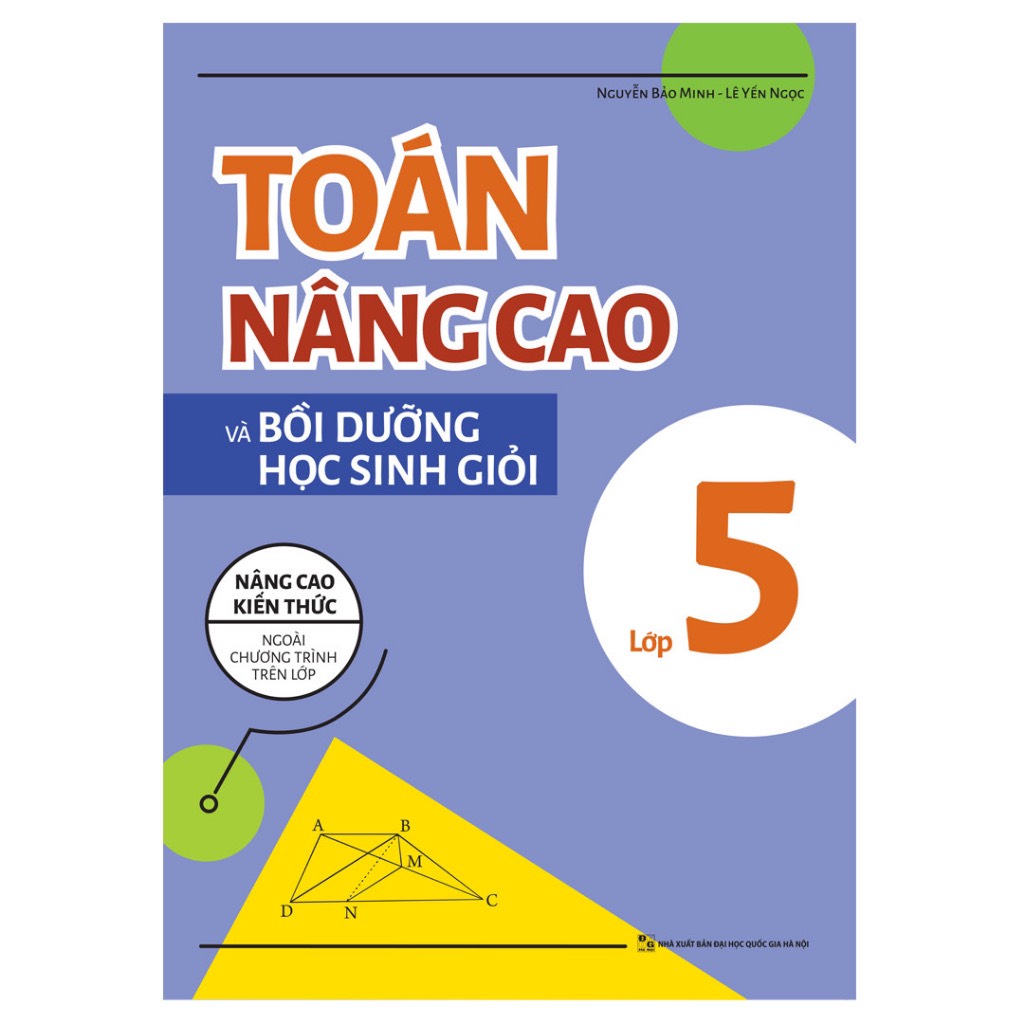 Nguyễn Bảo Minh - Lê Yến Ngọc
TOÁN
NÂNG CAO
VÀ BỒI DƯỠNG
HỌC SINH GIỎI
Lớp 5
NÂNG CAO
KIẾN THỨC
NGOÀI
CHƯƠNG TRÌNH
TRÊN LỚP
A B
M
D N C
NHÀ XUẤT BẢN ĐẠI HỌC QUỐC GIA HÀ NỘI